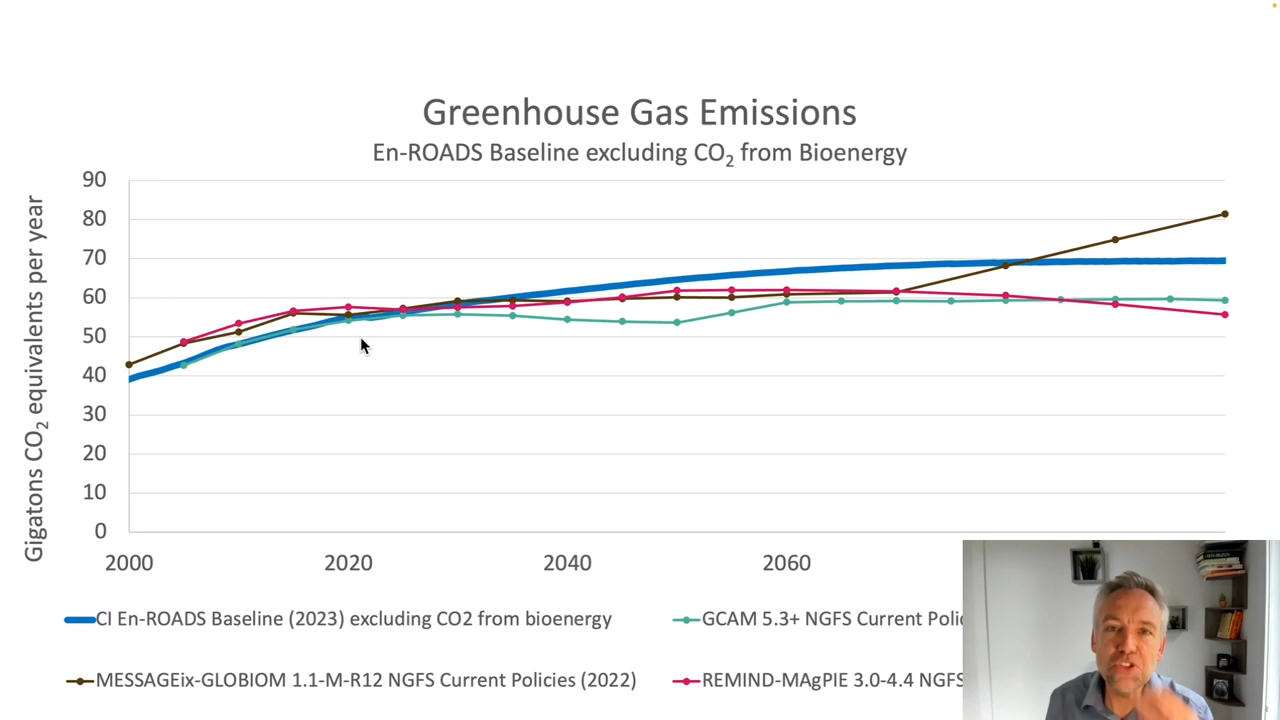 Greenhouse Gas Emissions
En-ROADS Baseline excluding CO₂ from Bioenergy
Gigatons CO₂ equivalents per year
90
80
70
60
50
40
30
20
10
0
2000
2020
2040
2060
CI En-ROADS Baseline (2023) excluding CO2 from bioenergy
GCAM 5.3+ NGFS Current
MESSAGEix-GLOBIOM 1.1-M-R12 NGFS Current Policies (2022)
REMIND-MAgPIE 3.0-4.4 NGFS